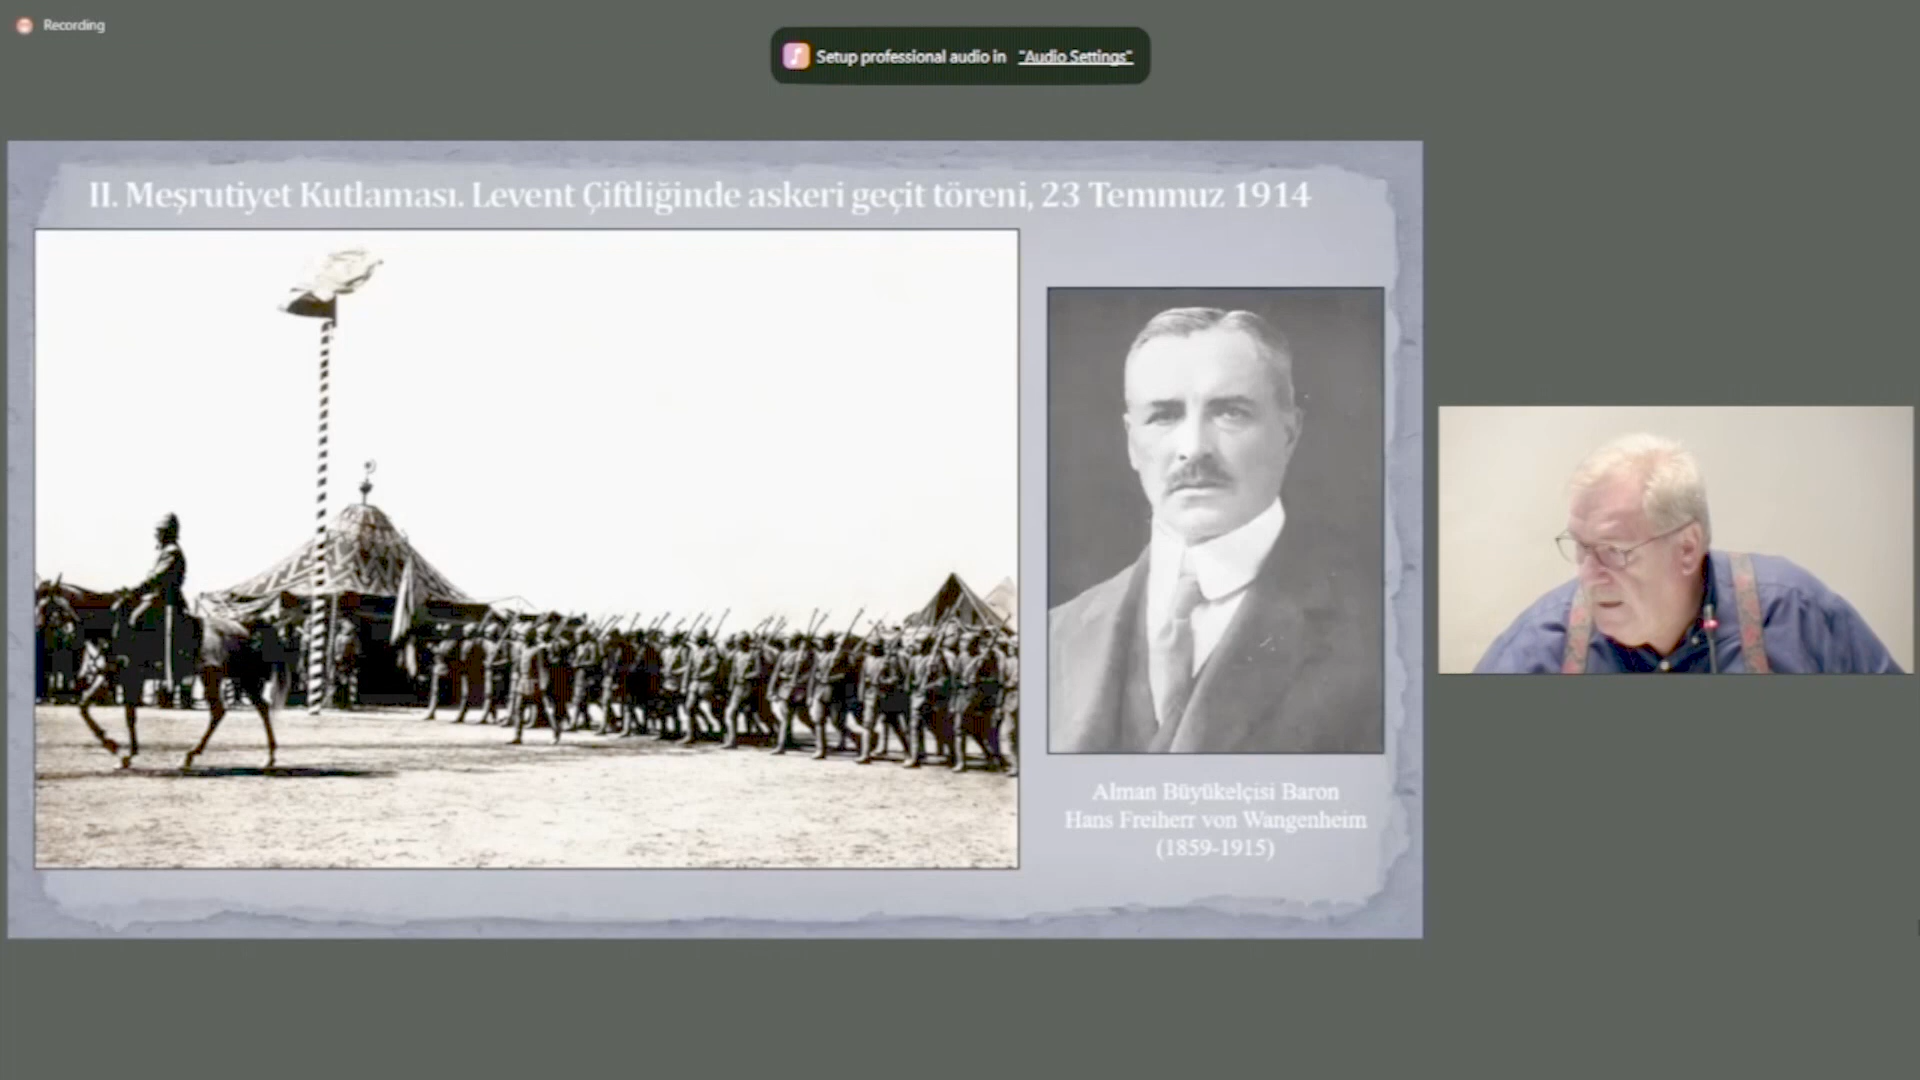 Recording
Setup professional audio in "Audio Settings"
II. Meşrutiyet Kutlaması. Levent Çiftliğinde askeri geçit töreni, 23 Temmuz 1914
Alman Büyükelçisi Baron
Hans Freiherr von Wangenheim
(1859-1915)